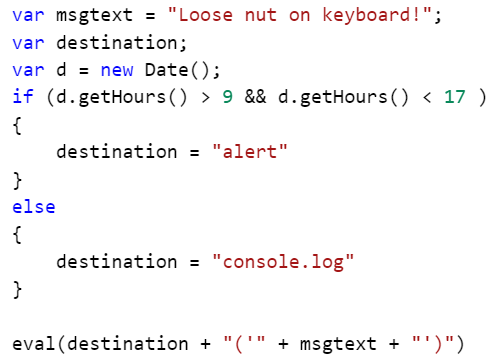 var msgtext = "Loose nut on keyboard!";
var destination;
var d = new Date();
if (d.getHours() > 9 && d.getHours() < 17 )
{
    destination = "alert"
}
else
{
    destination = "console.log"
}
eval(destination + "('" + msgtext + "')")